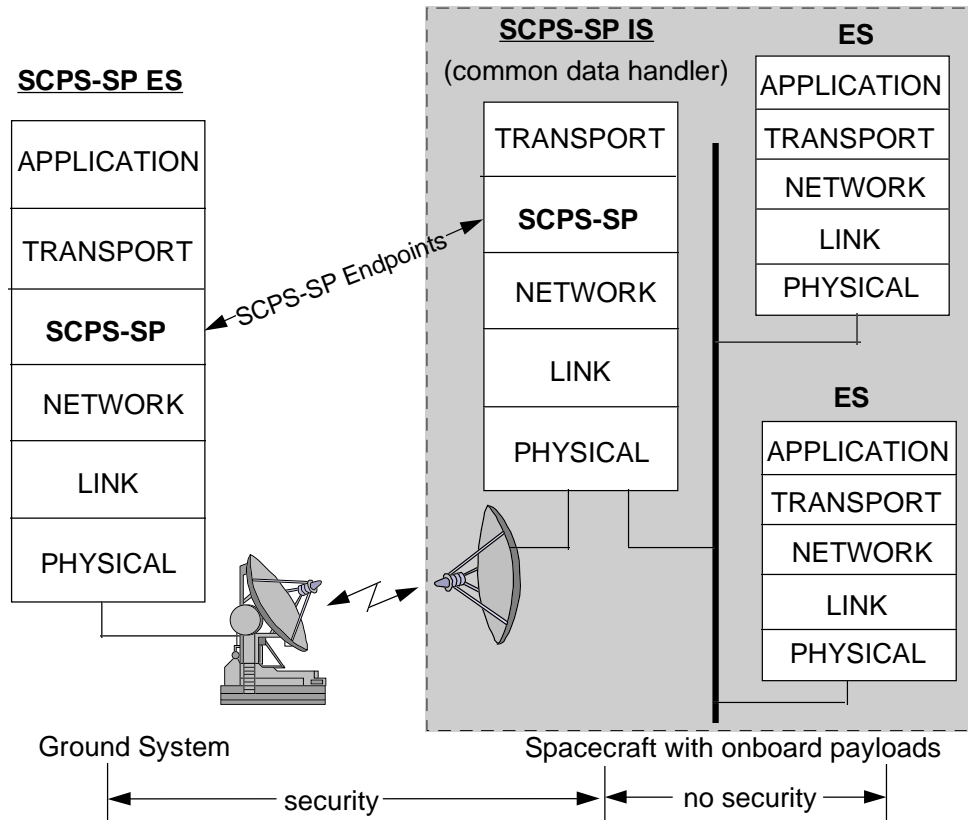 SCPS-SP ES
APPLICATION
TRANSPORT
SCPS-SP
NETWORK
LINK
PHYSICAL
SCPS-SP Endpoints
SCPS-SP IS
(common data handler)
TRANSPORT
SCPS-SP
NETWORK
LINK
PHYSICAL
ES
APPLICATION
TRANSPORT
NETWORK
LINK
PHYSICAL
ES
APPLICATION
TRANSPORT
NETWORK
LINK
PHYSICAL
Ground System
Spacecraft with onboard payloads
security
no security